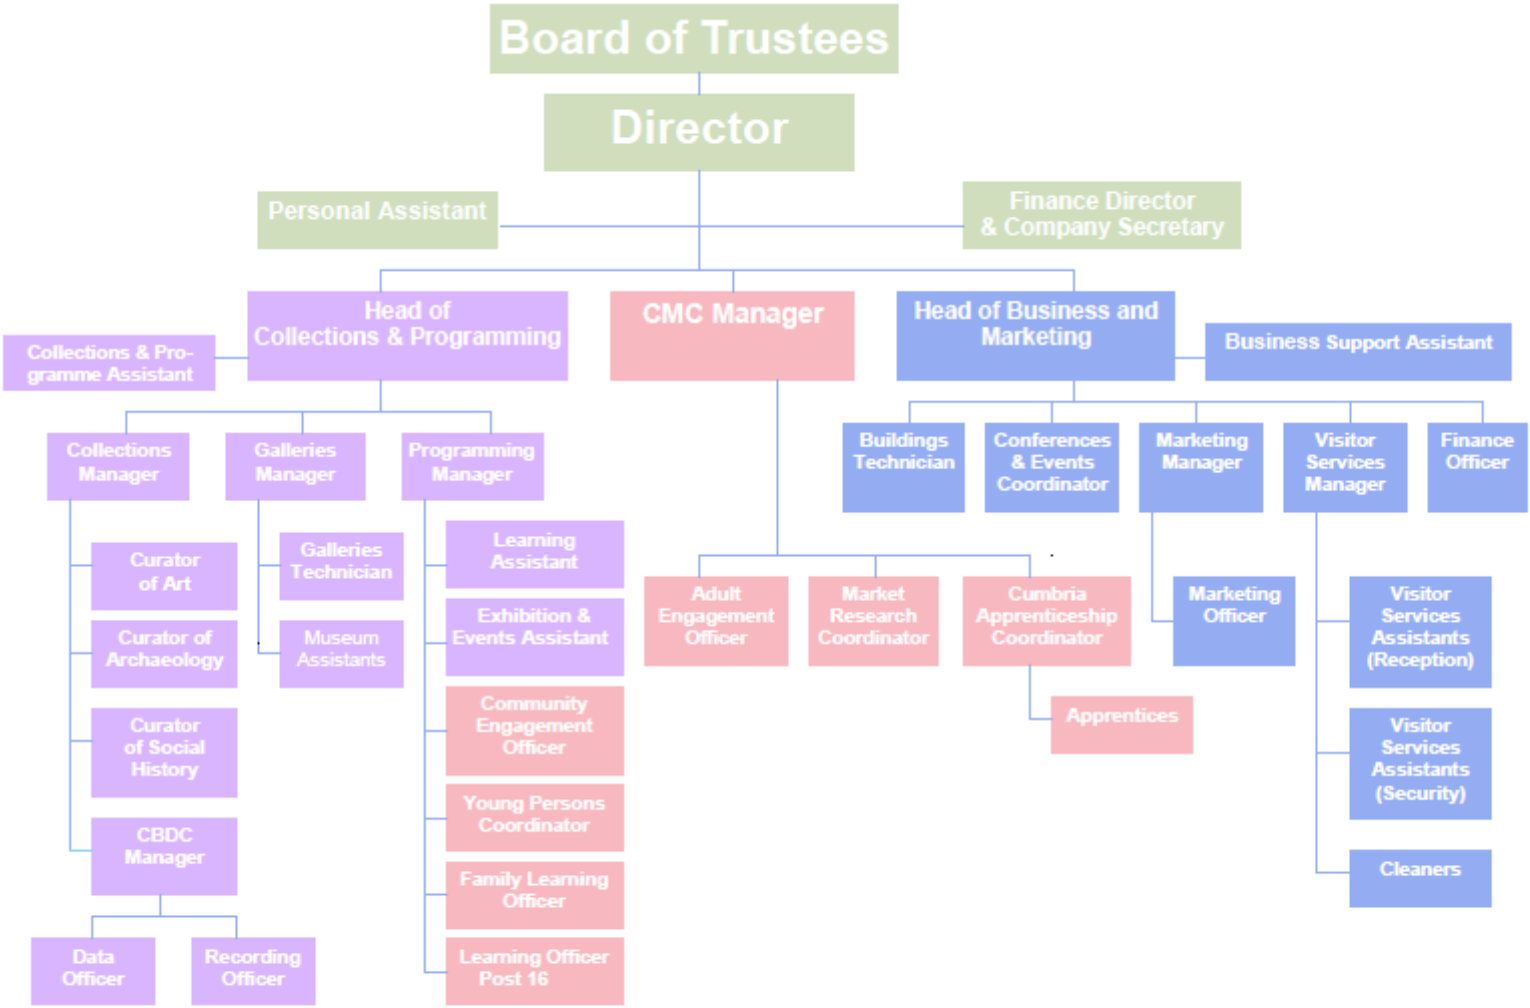 Board of Trustees
Director
Personal Assistant
Finance Director
& Company Secretary
Head of
Collections & Programming
CMC Manager
Head of Business and
Marketing
Collections & Pro-
gramme Assistant
Business Support Assistant
Collections
Manager
Galleries
Manager
Programming
Manager
Buildings
Technician
Conferences
& Events
Coordinator
Marketing
Manager
Visitor
Services
Manager
Finance
Officer
Curator
of Art
Curator of
Archaeology
Curator
of Social
History
CBDC
Manager
Data
Officer
Recording
Officer
Galleries
Technician
Museum
Assistants
Learning
Assistant
Exhibition &
Events Assistant
Community
Engagement
Officer
Young Persons
Coordinator
Family Learning
Officer
Learning Officer
Post 16
Adult
Engagement
Officer
Market
Research
Coordinator
Cumbria
Apprenticeship
Coordinator
Apprentices
Marketing
Officer
Visitor
Services
Assistants
(Reception)
Visitor
Services
Assistants
(Security)
Cleaners